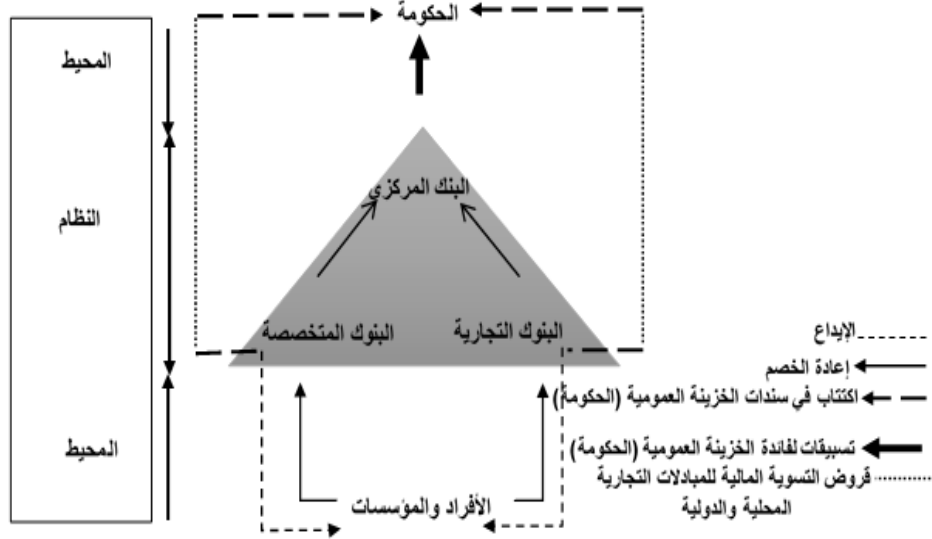 الحكومة
المحيط
البنك المركزي
النظام
البنوك المتخصصة
البنوك التجارية
المحيط
الأفراد والمؤسسات
الإيداع
إعادة الخصم
اكتتاب في سندات الخزينة العمومية (الحكومة)
تسبيقات لفائدة الخزينة العمومية (الحكومة)
قروض التسوية المالية للمبادلات التجارية
المحلية والدولية